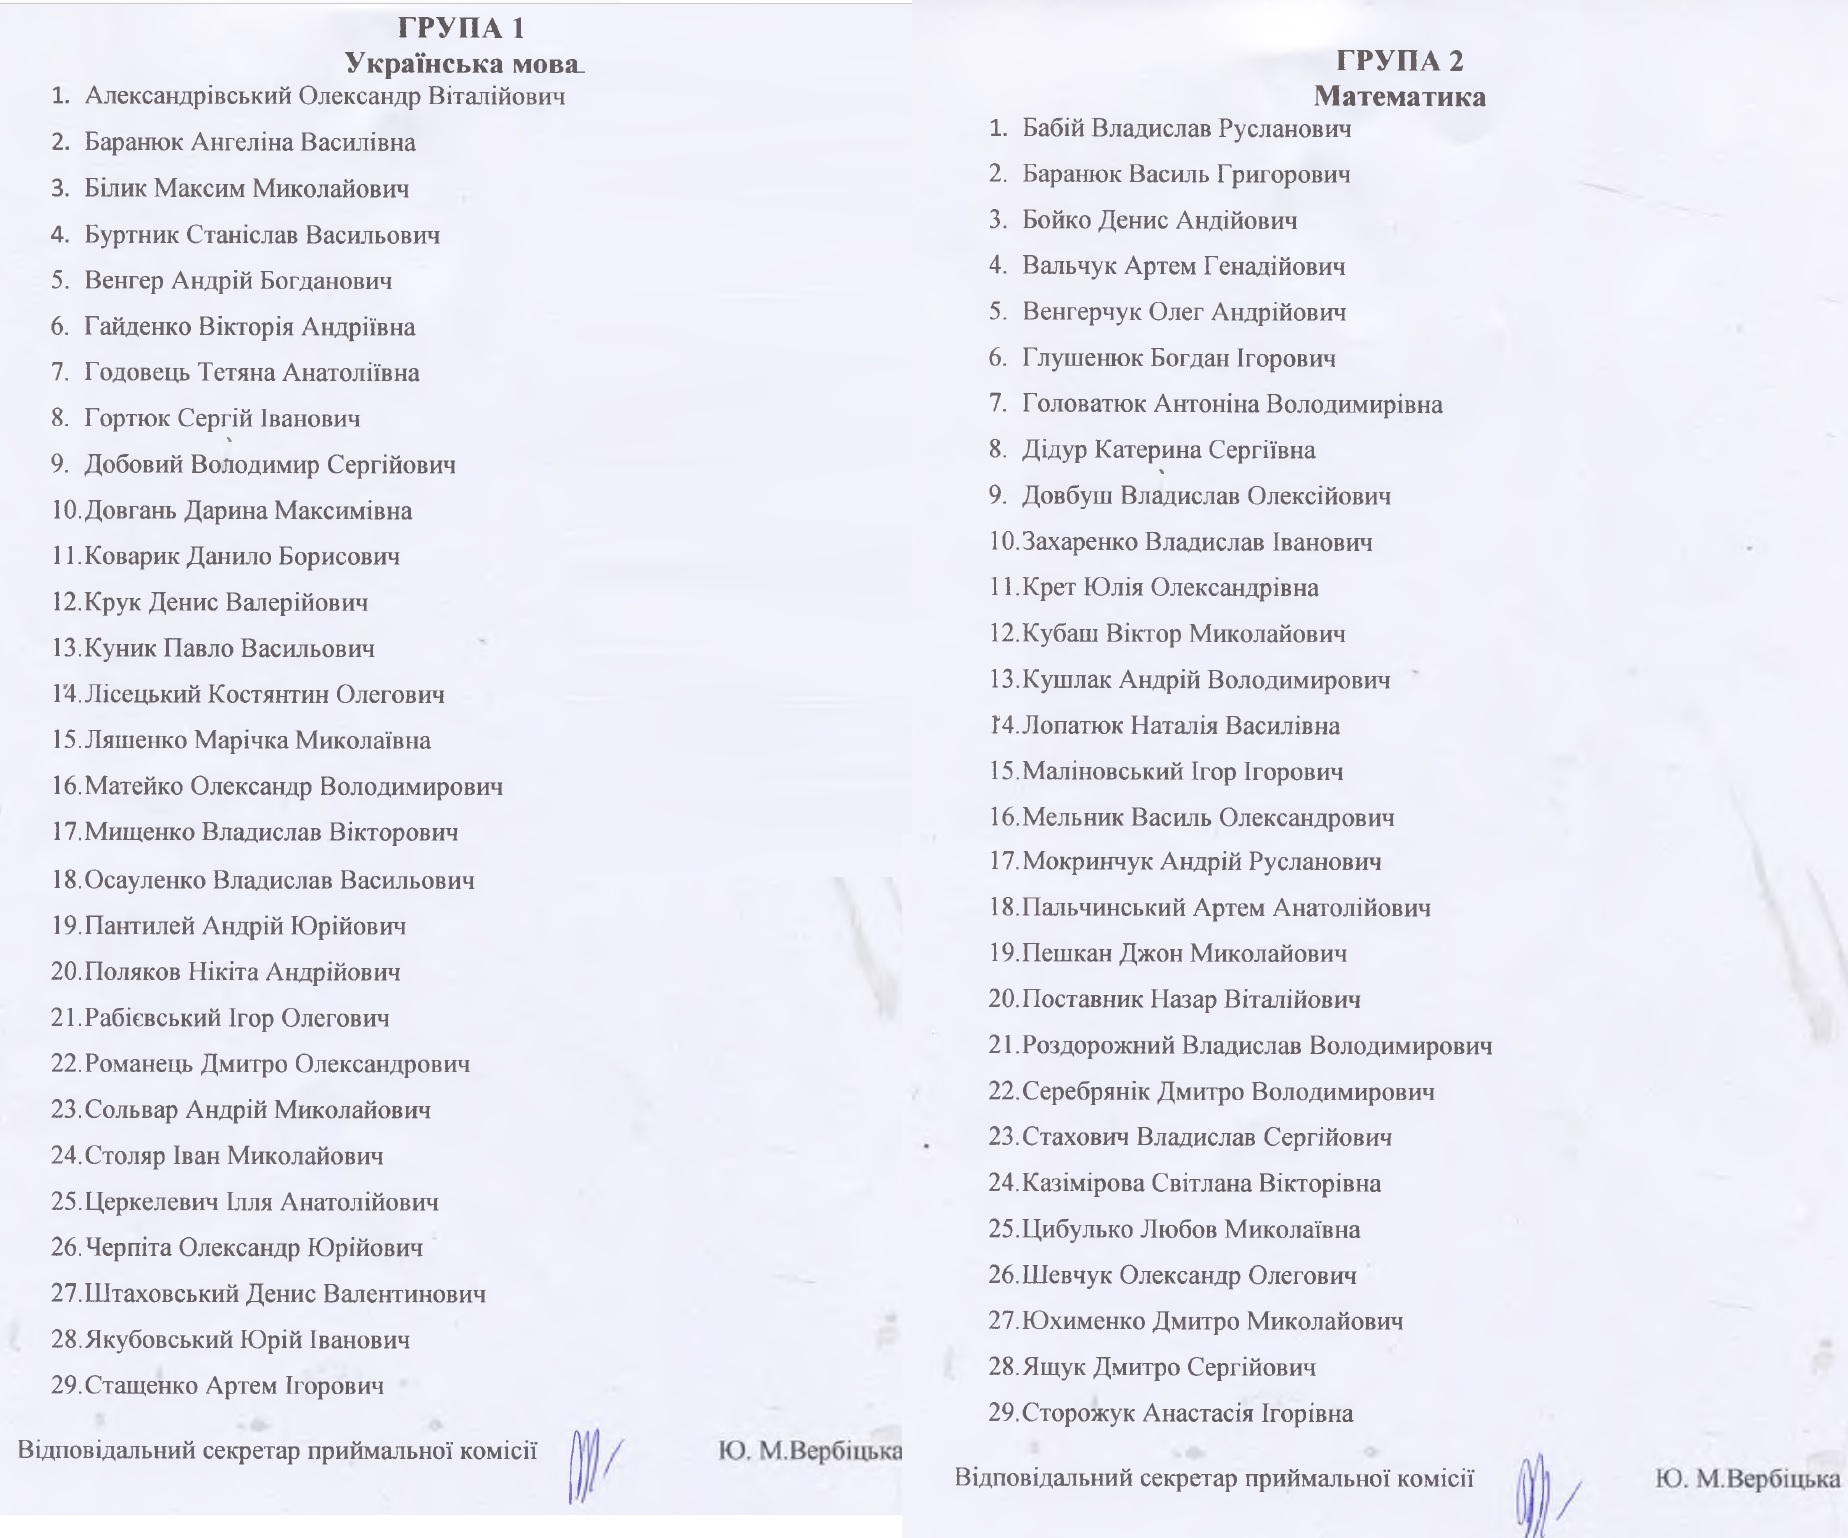 ГРУПА 1
Українська мова
1. Александрівський Олександр Віталійович
2. Баранюк Ангеліна Василівна
3. Білик Максим Миколайович
4. Буртник Станіслав Васильович
5. Венгер Андрій Богданович
6. Гайденко Вікторія Андріївна
7. Годовець Тетяна Анатоліївна
8. Гортюк Сергій Іванович
9. Добовий Володимир Сергійович
10. Довгань Дарина Максимівна
11. Коварик Данило Борисович
12. Крук Денис Валерійович
13. Куник Павло Васильович
14. Лісецький Костянтин Олегович
15. Ляшенко Марічка Миколаївна
16. Матейко Олександр Володимирович
17. Мищенко Владислав Вікторович
18. Осауленко Владислав Васильович
19. Пантилей Андрій Юрійович
20. Поляков Нікіта Андрійович
21. Рабієвський Ігор Олегович
22. Романець Дмитро Олександрович
23. Сольвар Андрій Миколайович
24. Столяр Іван Миколайович
25. Церкелевич Ілля Анатолійович
26. Черпіта Олександр Юрійович
27. Штаховський Денис Валентинович
28. Якубовський Юрій Іванович
29. Стащенко Артем Ігорович
Відповідальний секретар приймальної комісії Ю. М.Вербіцька
ГРУПА 2
Математика
1. Бабій Владислав Русланович
2. Баранюк Василь Григорович
3. Бойко Денис Андійович
4. Вальчук Артем Генадійович
5. Венгерчук Олег Андрійович
6. Глушенюк Богдан Ігорович
7. Головатюк Антоніна Володимирівна
8. Дідур Катерина Сергіївна
9. Довбуш Владислав Олексійович
10. Захаренко Владислав Іванович
11. Крет Юлія Олександрівна
12. Кубаш Віктор Миколайович
13. Кушлак Андрій Володимирович
14. Лопатюк Наталія Василівна
15. Маліновський Ігор Ігорович
16. Мельник Василь Олександрович
17. Мокринчук Андрій Русланович
18. Пальчинський Артем Анатолійович
19. Пешкан Джон Миколайович
20. Поставник Назар Віталійович
21. Роздорожний Владислав Володимирович
22. Серебрянік Дмитро Володимирович
23. Стахович Владислав Сергійович
24. Казімірова Світлана Вікторівна
25. Цибулько Любов Миколаївна
26. Шевчук Олександр Олегович
27. Юхименко Дмитро Миколайович
28. Ящук Дмитро Сергійович
29. Сторожук Анастасія Ігорівна
Відповідальний секретар приймальної комісії Ю. М.Вербіцька